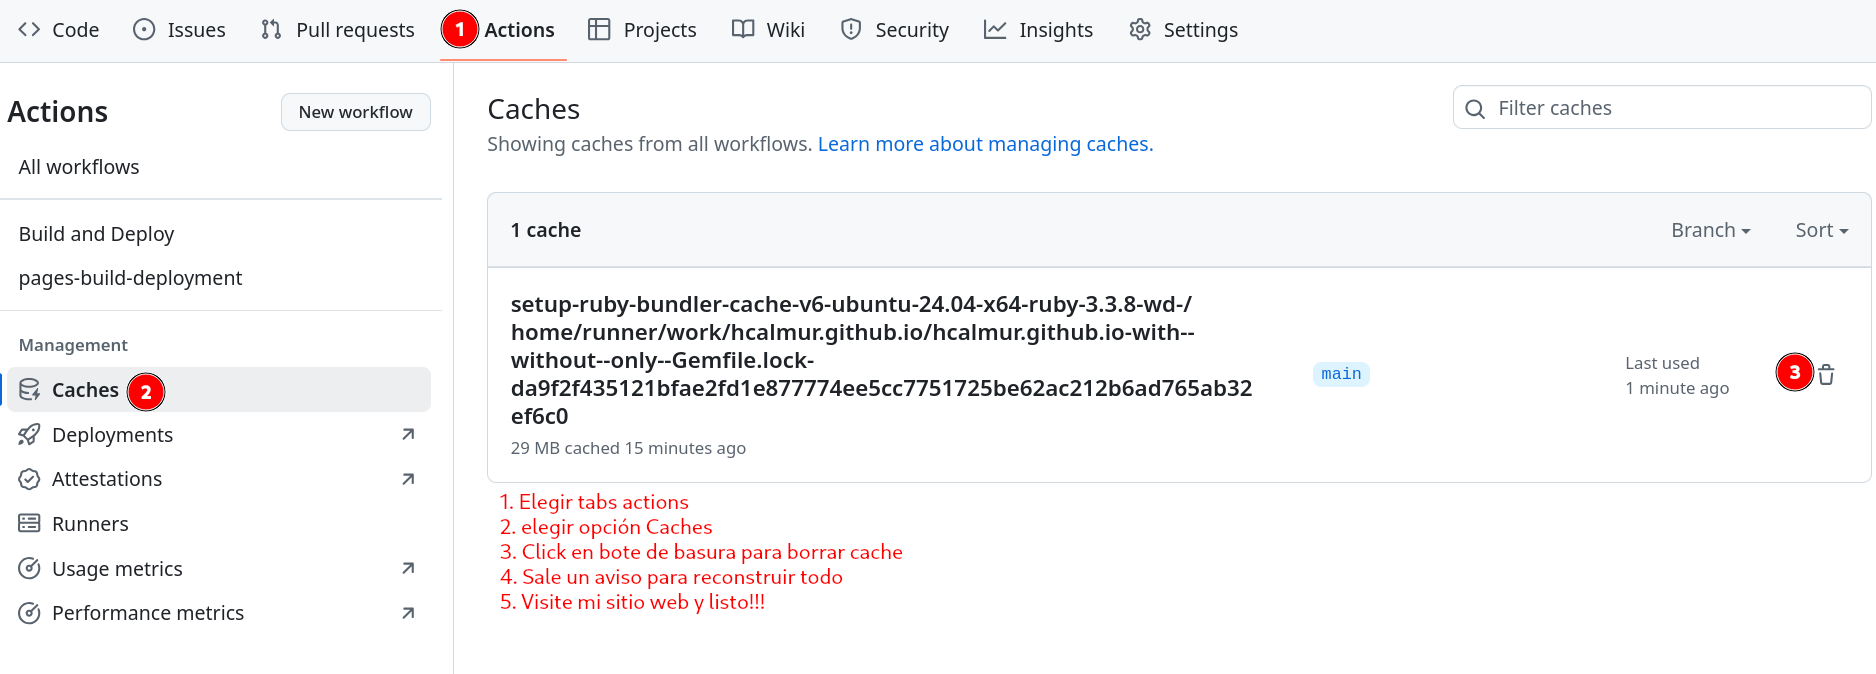 Code Issues Pull requests 1 Actions Projects Wiki Security Insights Settings
Actions
New workflow
All workflows
Build and Deploy
pages-build-deployment
Management
Caches 2
Deployments
Attestations
Runners
Usage metrics
Performance metrics
Caches
Filter caches
Showing caches from all workflows. Learn more about managing caches.
1 cache
Branch
Sort
setup-ruby-bundler-cache-v6-ubuntu-24.04-x64-ruby-3.3.8-wd-/
home/runner/work/hcalmur.github.io/hcalmur.github.io-with--
without--only--Gemfile.lock-
da9f2f435121bfae2fd1e877774ee5cc7751725be62ac212b6ad765ab32
ef6c0
29 MB cached 15 minutes ago
main
Last used
1 minute ago
3
1. Elegir tabs actions
2. elegir opción Caches
3. Click en bote de basura para borrar cache
4. Sale un aviso para reconstruir todo
5. Visite mi sitio web y listo!!!